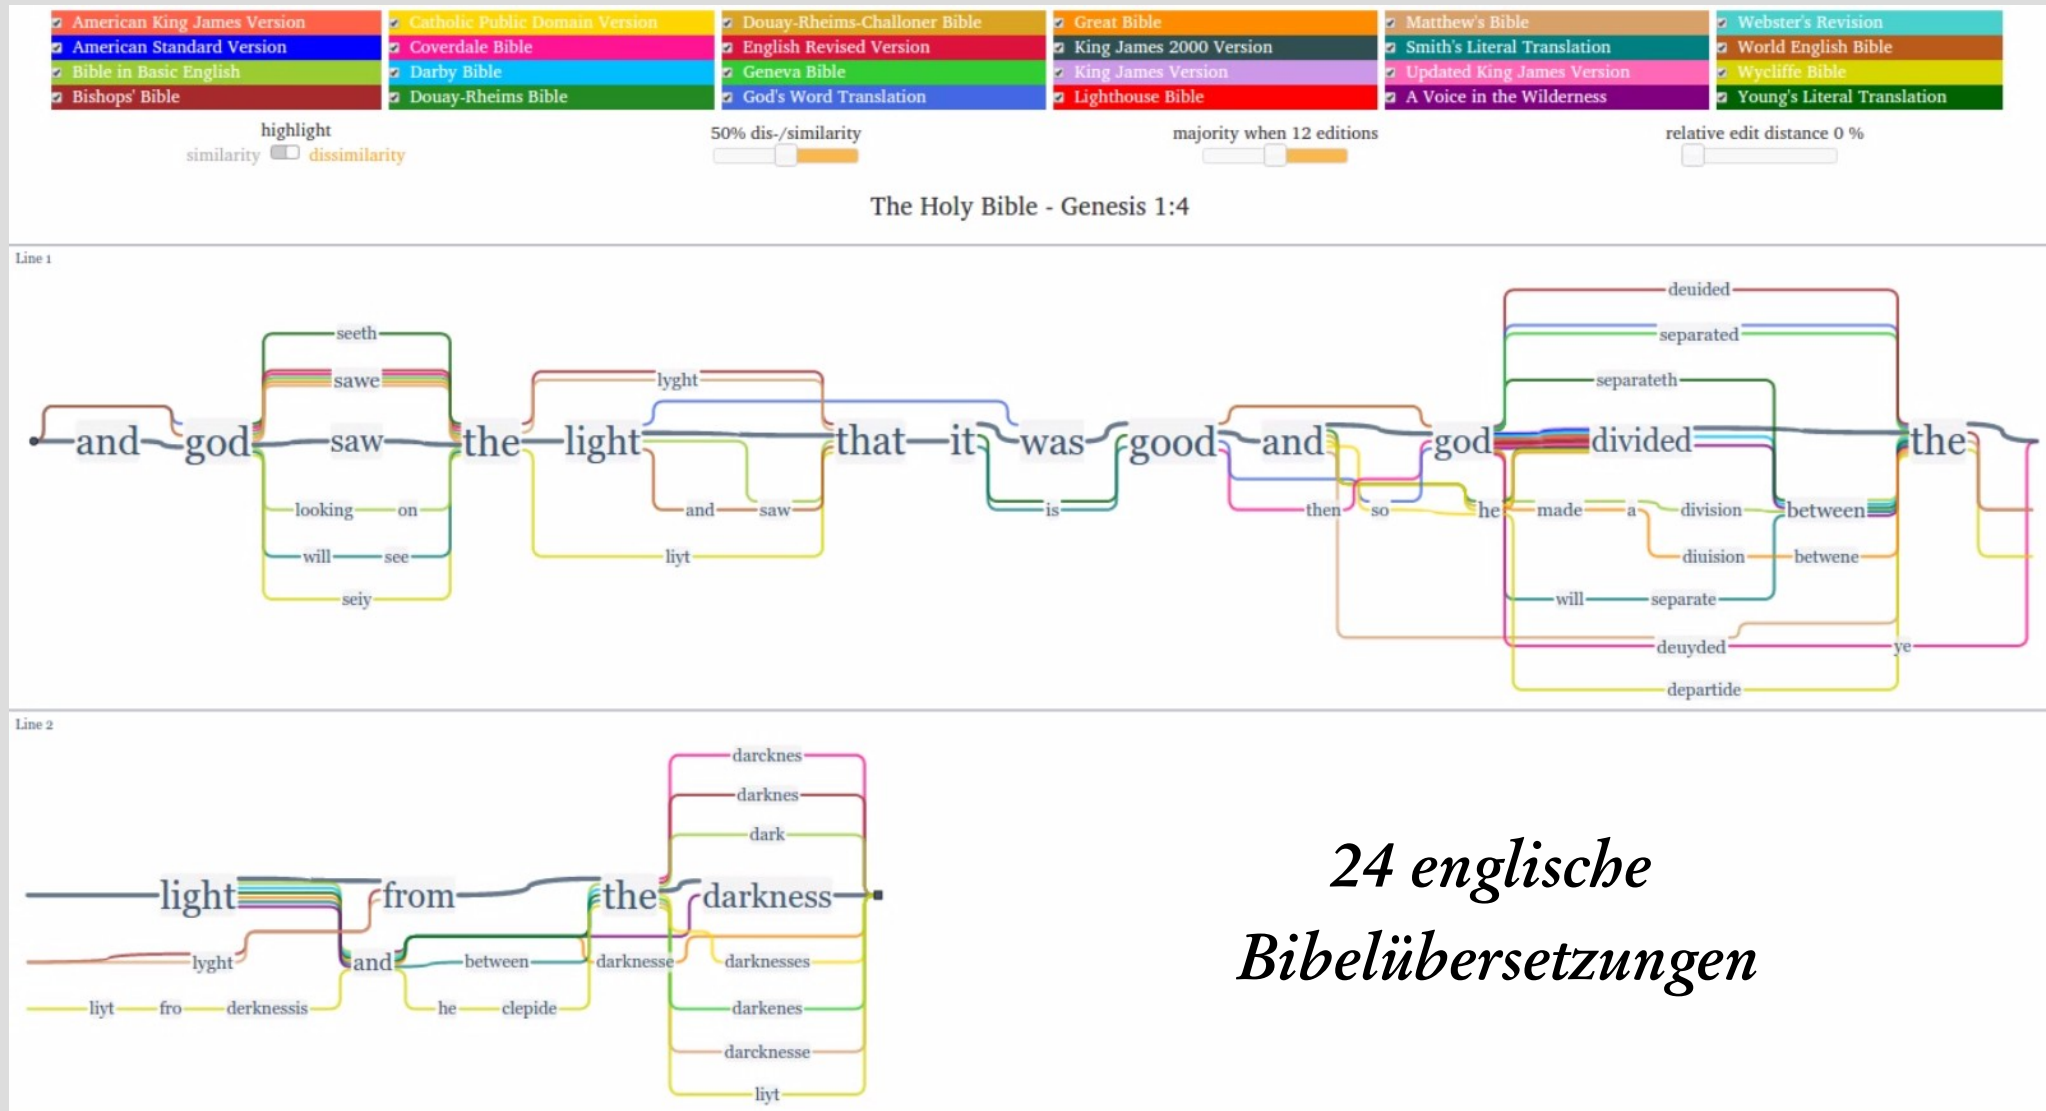 American King James Version
Catholic Public Domain Version
Douay-Rheims-Challoner Bible
Great Bible
Matthew's Bible
Webster's Revision
American Standard Version
Coverdale Bible
English Revised Version
King James 2000 Version
Smith's Literal Translation
World English Bible
Bible in Basic English
Darby Bible
Geneva Bible
King James Version
Updated King James Version
Wycliffe Bible
Bishops' Bible
Douay-Rheims Bible
God's Word Translation
Lighthouse Bible
A Voice in the Wilderness
Young's Literal Translation
highlight
similarity dissimilarity
50% dis-/similarity
majority when 12 editions
relative edit distance 0 %
The Holy Bible - Genesis 1:4
Line 1
deuided
seeth separated
sawe lyght separateth
and god saw the light that it was good and god divided the
looking on and saw is then so he made a division between
will see liyt diuision betwene
seiy will separate
deuyded ye
departide
Line 2
darcknes
darknes
dark
light from the darkness
lyght and between darknesse darknesses
liyt fro derknessis he clepide darkenes
darcknesse
liyt
24 englische
Bibelübersetzungen